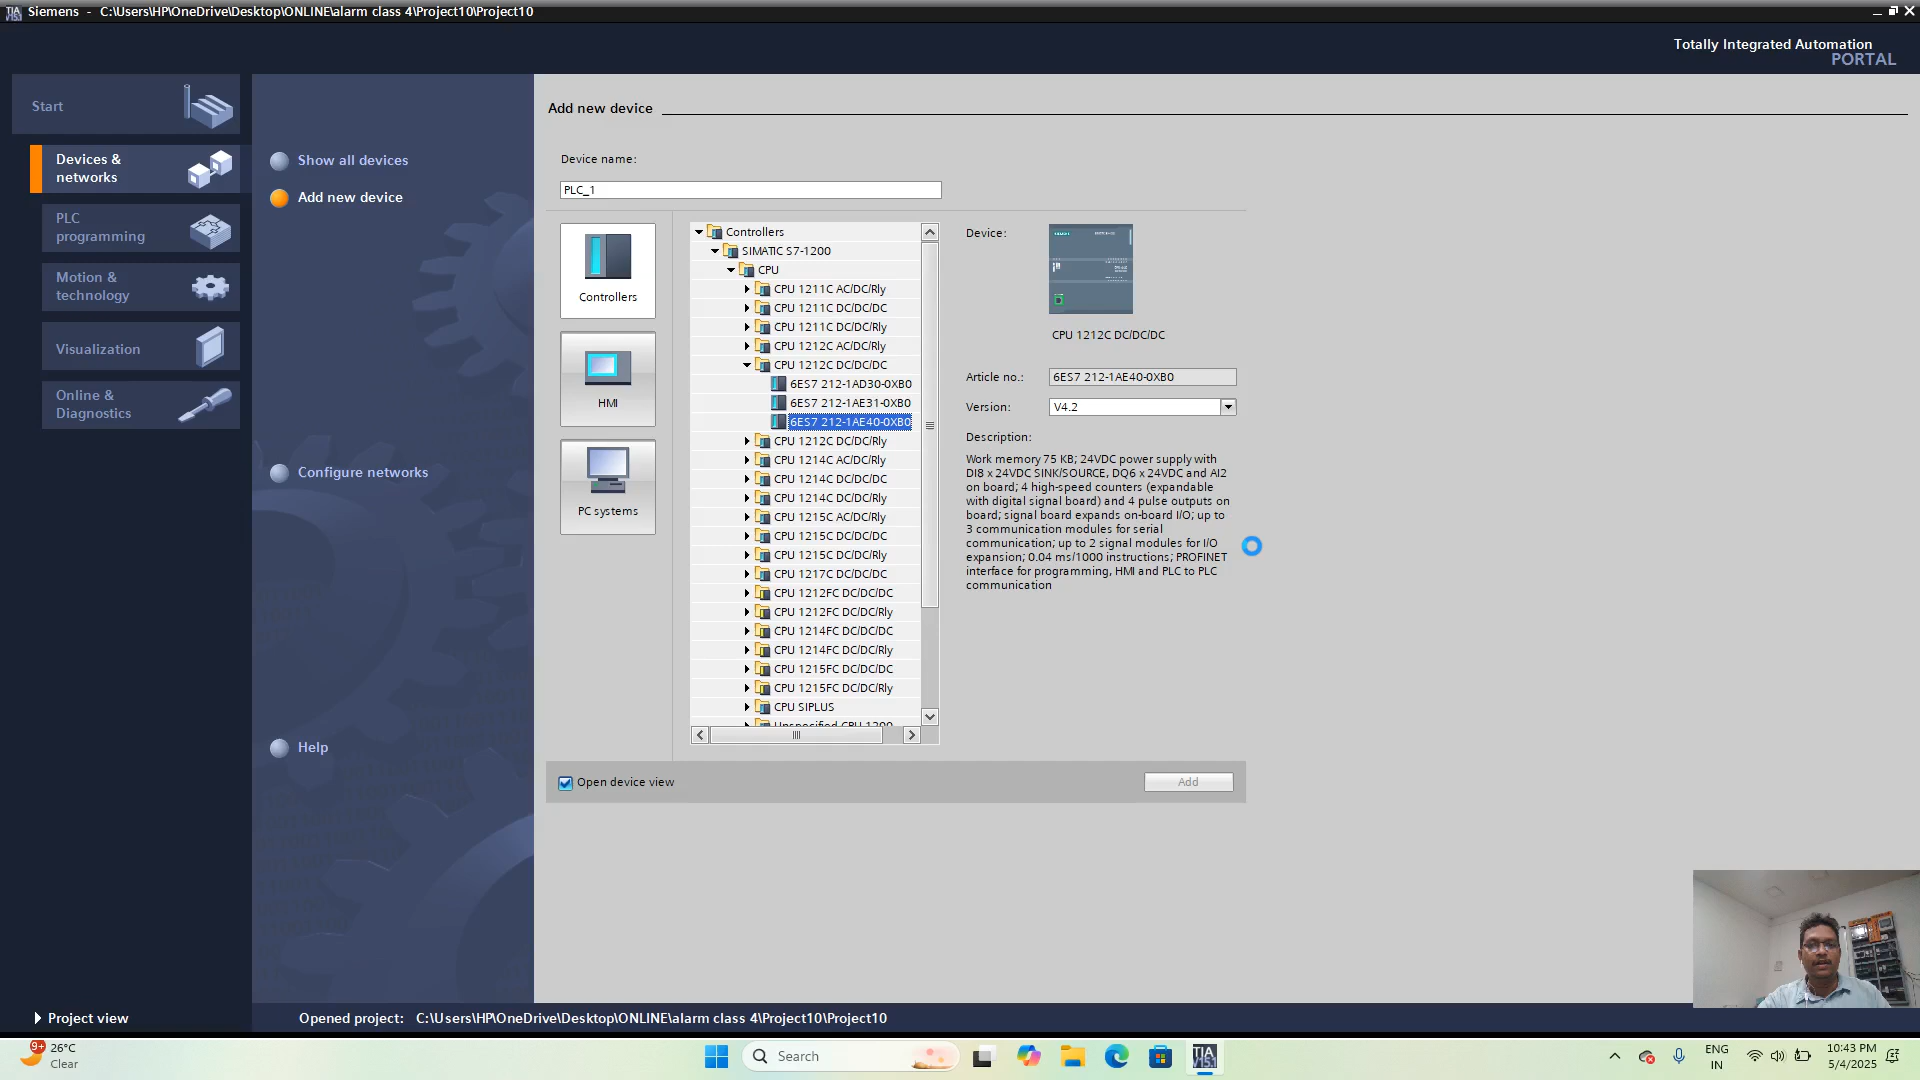 Siemens - C:\Users\HP\OneDrive\Desktop\ONLINE\alarm class 4\Project10\Project10
Totally Integrated Automation
PORTAL
Start
Devices &
networks
PLC
programming
Motion &
technology
Visualization
Online &
Diagnostics
Show all devices
Add new device
Configure networks
Help
Add new device
Device name:
PLC_1
Controllers
HMI
PC systems
Controllers
SIMATIC S7-1200
CPU
CPU 1211C AC/DC/Rly
CPU 1211C DC/DC/DC
CPU 1211C DC/DC/Rly
CPU 1212C AC/DC/Rly
CPU 1212C DC/DC/DC
6ES7 212-1AD30-0XB0
6ES7 212-1AE31-0XB0
6ES7 212-1AE40-0XB0
CPU 1212C DC/DC/Rly
CPU 1214C AC/DC/Rly
CPU 1214C DC/DC/DC
CPU 1214C DC/DC/Rly
CPU 1215C AC/DC/Rly
CPU 1215C DC/DC/DC
CPU 1215C DC/DC/Rly
CPU 1217C DC/DC/DC
CPU 1212FC DC/DC/DC
CPU 1212FC DC/DC/Rly
CPU 1214FC DC/DC/DC
CPU 1214FC DC/DC/Rly
CPU 1215FC DC/DC/DC
CPU 1215FC DC/DC/Rly
CPU SIPLUS
Unspecified CPU 1200
Device:
CPU 1212C DC/DC/DC
Article no.: 6ES7 212-1AE40-0XB0
Version: V4.2
Description:
Work memory 75 KB; 24VDC power supply with
DI8 x 24VDC SINK/SOURCE, DQ6 x 24VDC and AI2
on board; 4 high-speed counters (expandable
with digital signal board) and 4 pulse outputs on
board; signal board expands on-board I/O; up to
3 communication modules for serial
communication; up to 2 signal modules for I/O
expansion; 0.04 ms/1000 instructions; PROFINET
interface for programming, HMI and PLC to PLC
communication
Open device view
Add
Project view
Opened project: C:\Users\HP\OneDrive\Desktop\ONLINE\alarm class 4\Project10\Project10
9+
26°C
Clear
Search
TIA
V15.1
ENG
IN
10:43 PM
5/4/2025